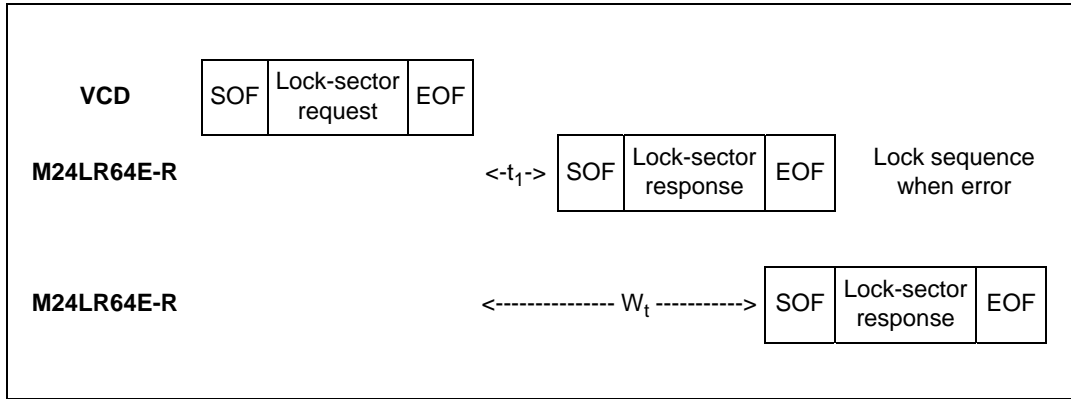 VCD SOF Lock-sector request EOF
M24LR64E-R <-t1-> SOF Lock-sector response EOF Lock sequence when error
M24LR64E-R <--------------- Wt -----------> SOF Lock-sector response EOF